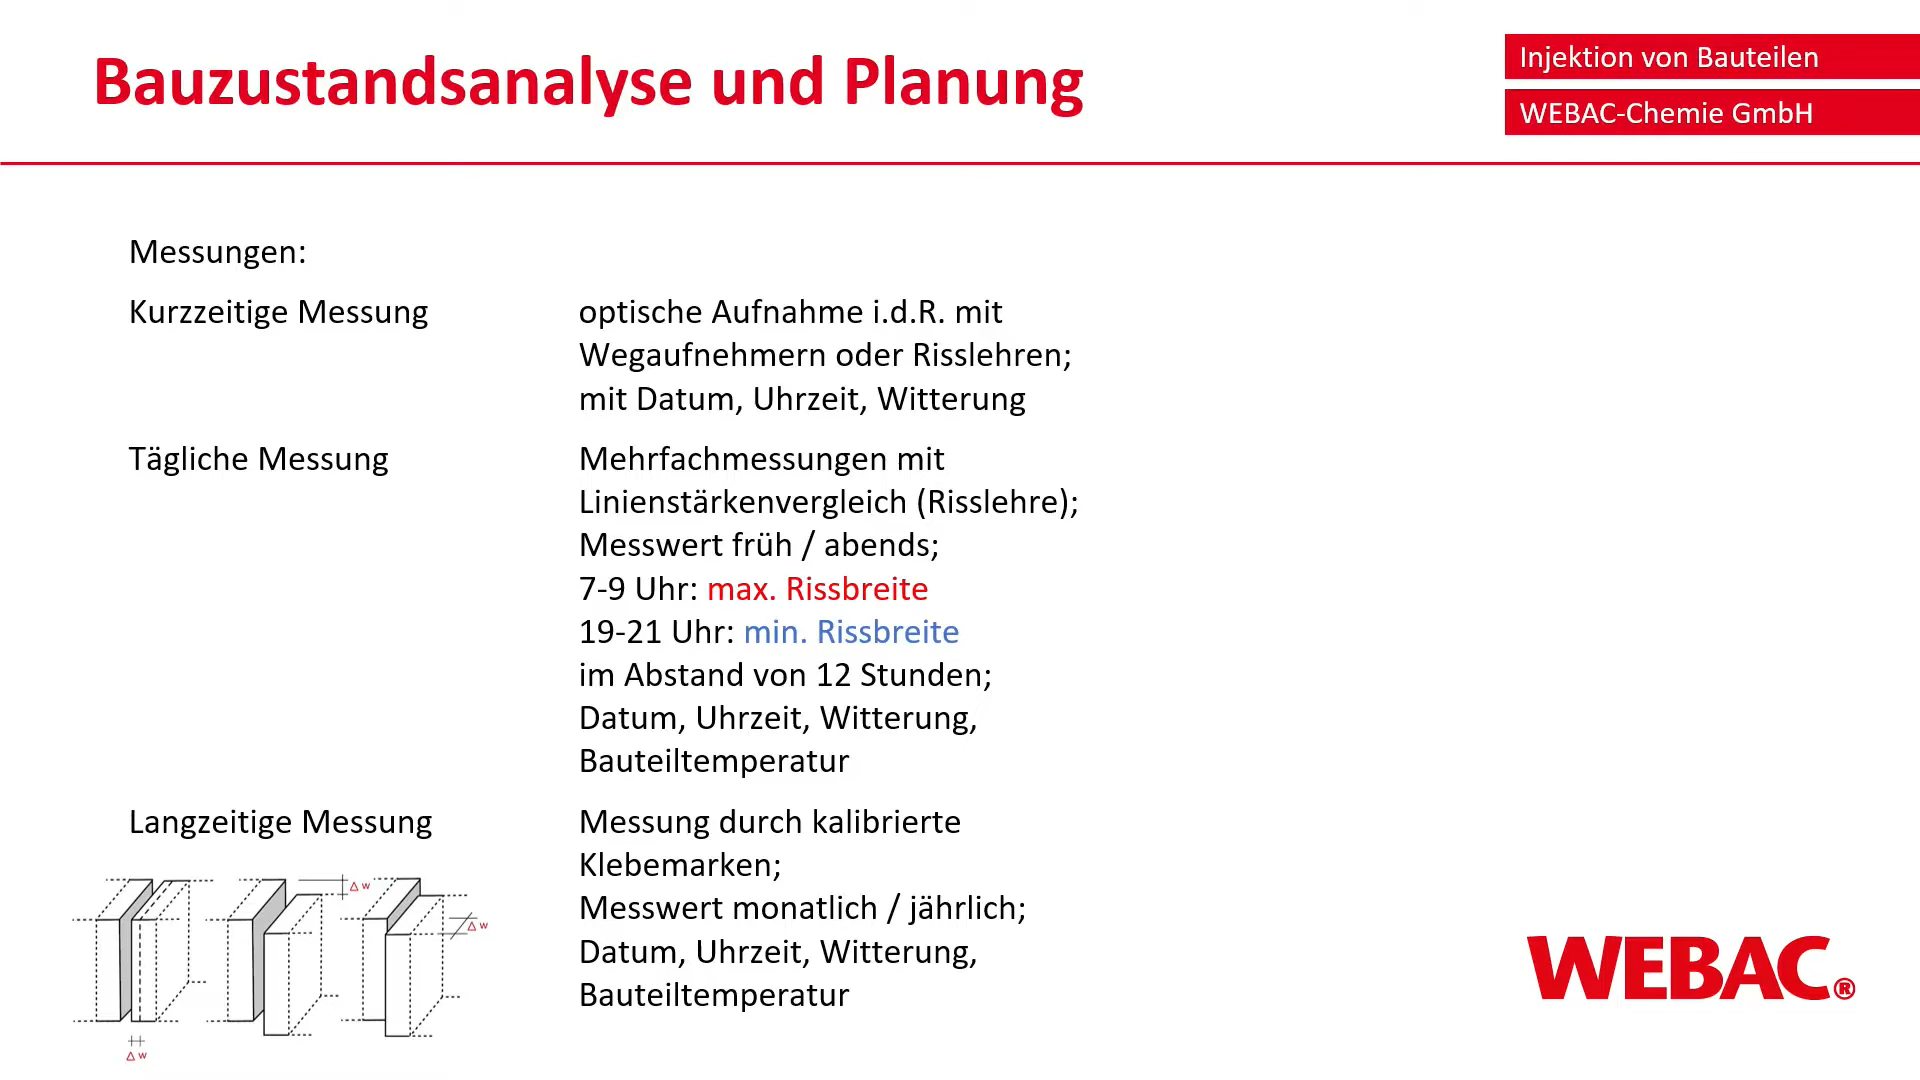 Bauzustandsanalyse und Planung
Injektion von Bauteilen
WEBAC-Chemie GmbH
Messungen:
Kurzzeitige Messung
optische Aufnahme i.d.R. mit
Wegaufnehmern oder Risslehren;
mit Datum, Uhrzeit, Witterung
Tägliche Messung
Mehrfachmessungen mit
Linienstärkenvergleich (Risslehre);
Messwert früh / abends;
7-9 Uhr: max. Rissbreite
19-21 Uhr: min. Rissbreite
im Abstand von 12 Stunden;
Datum, Uhrzeit, Witterung,
Bauteiltemperatur
Langzeitige Messung
Messung durch kalibrierte
Klebemarken;
Messwert monatlich / jährlich;
Datum, Uhrzeit, Witterung,
Bauteiltemperatur
Δ w
Δ w
Δ w
WEBAC®